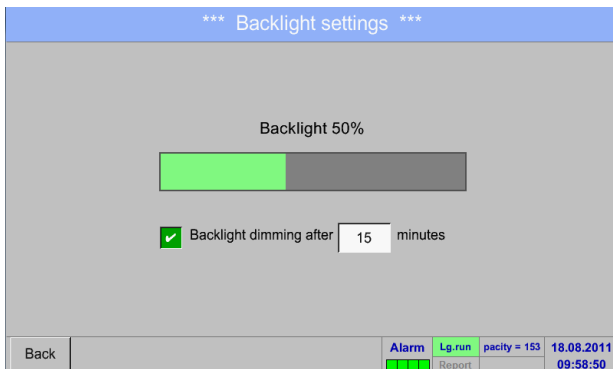 *** Backlight settings ***
Backlight 50%
Backlight dimming after 15 minutes
Back
Alarm Lg.run pacity = 153 18.08.2011
Report 09:58:50